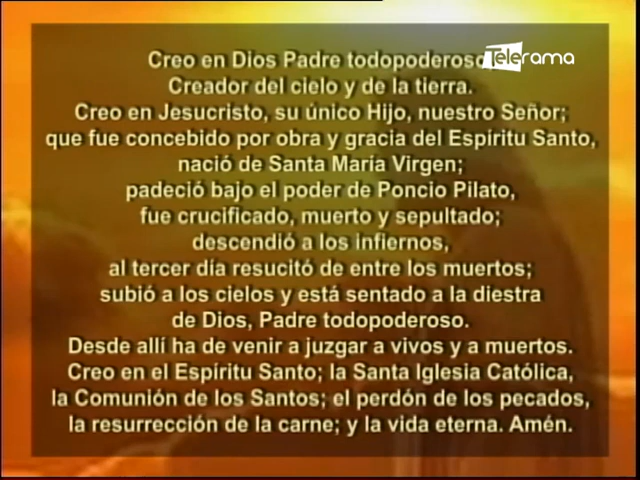 Creo en Dios Padre todopoderoso,
Telerama
Creador del cielo y de la tierra.
Creo en Jesucristo, su único Hijo, nuestro Señor;
que fue concebido por obra y gracia del Espíritu Santo,
nació de Santa María Virgen;
padeció bajo el poder de Poncio Pilato,
fue crucificado, muerto y sepultado;
descendió a los infiernos,
al tercer día resucitó de entre los muertos;
subió a los cielos y está sentado a la diestra
de Dios, Padre todopoderoso.
Desde allí ha de venir a juzgar a vivos y a muertos.
Creo en el Espíritu Santo; la Santa Iglesia Católica,
la Comunión de los Santos; el perdón de los pecados,
la resurrección de la carne; y la vida eterna. Amén.